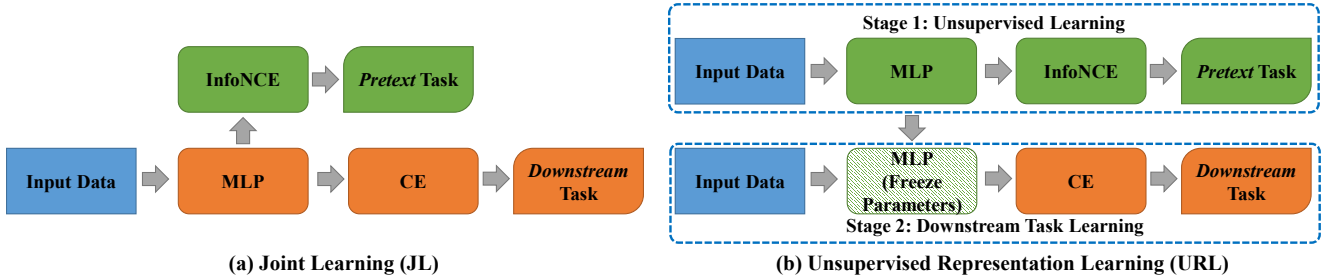 InfoNCE
Pretext Task
Input Data
MLP
CE
Downstream
Task
(a) Joint Learning (JL)
Stage 1: Unsupervised Learning
Input Data
MLP
InfoNCE
Pretext
Task
Input Data
MLP
(Freeze
Parameters)
CE
Downstream
Task
Stage 2: Downstream Task Learning
(b) Unsupervised Representation Learning (URL)